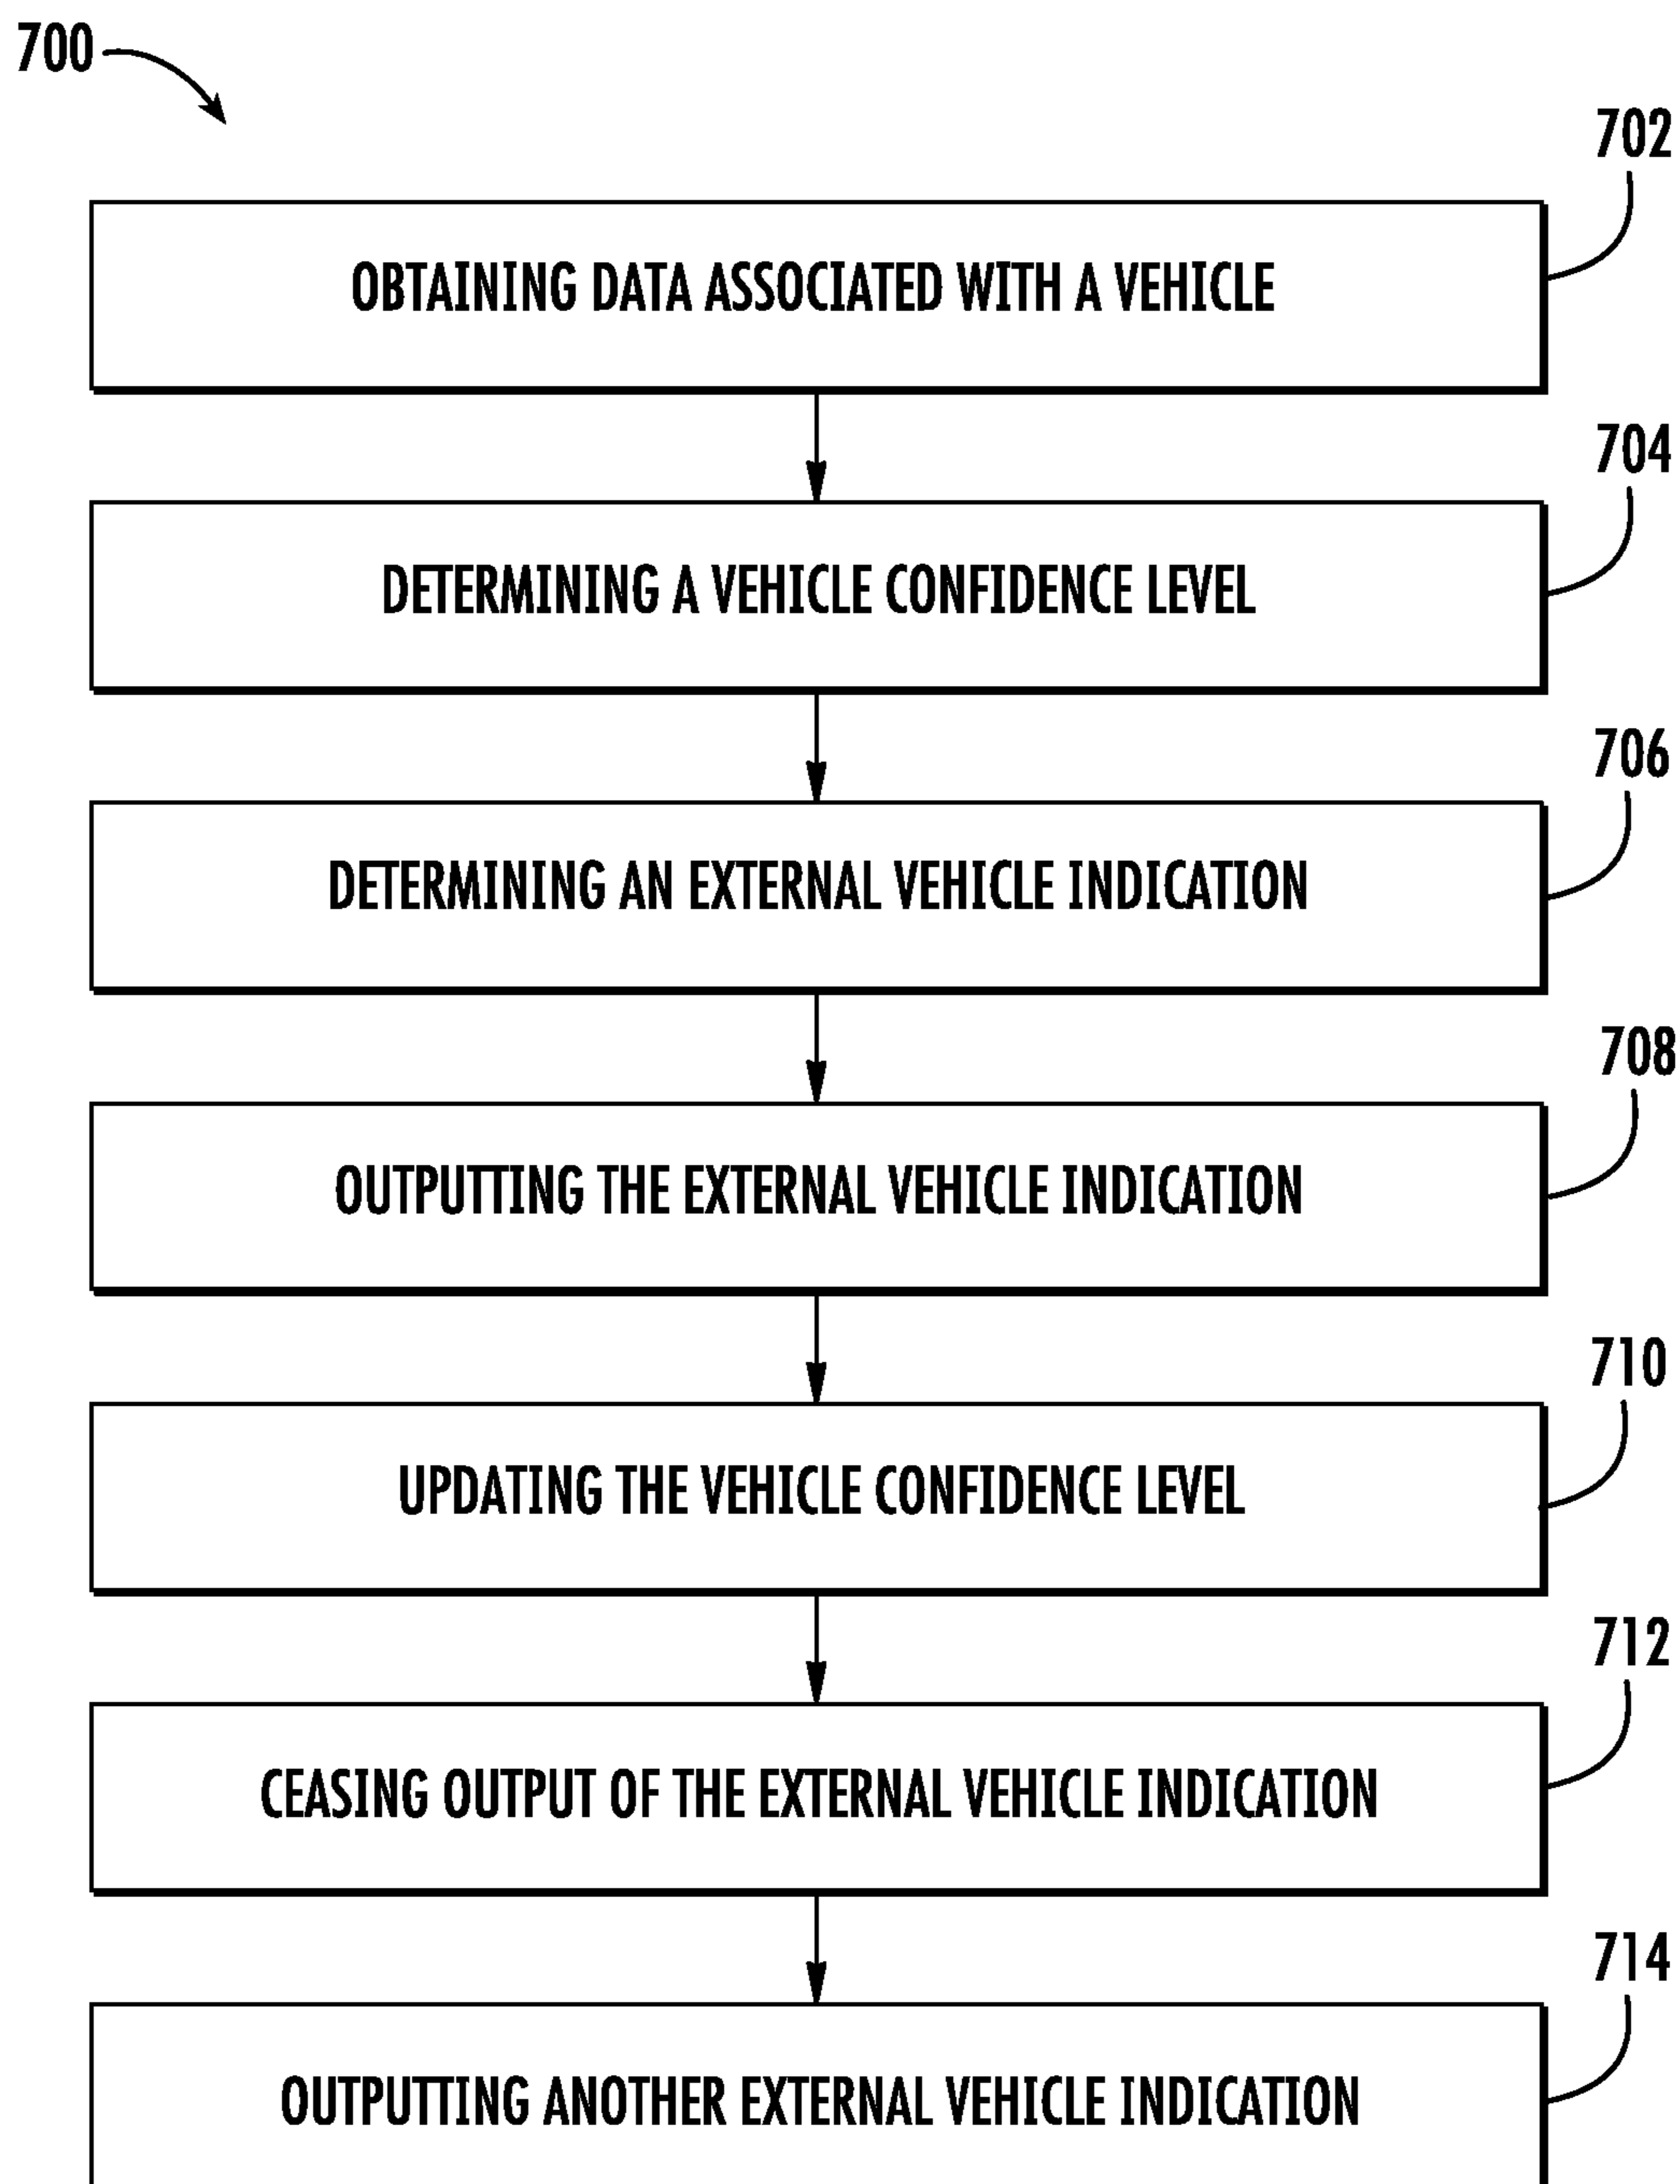 700
702
OBTAINING DATA ASSOCIATED WITH A VEHICLE
704
DETERMINING A VEHICLE CONFIDENCE LEVEL
706
DETERMINING AN EXTERNAL VEHICLE INDICATION
708
OUTPUTTING THE EXTERNAL VEHICLE INDICATION
710
UPDATING THE VEHICLE CONFIDENCE LEVEL
712
CEASING OUTPUT OF THE EXTERNAL VEHICLE INDICATION
714
OUTPUTTING ANOTHER EXTERNAL VEHICLE INDICATION